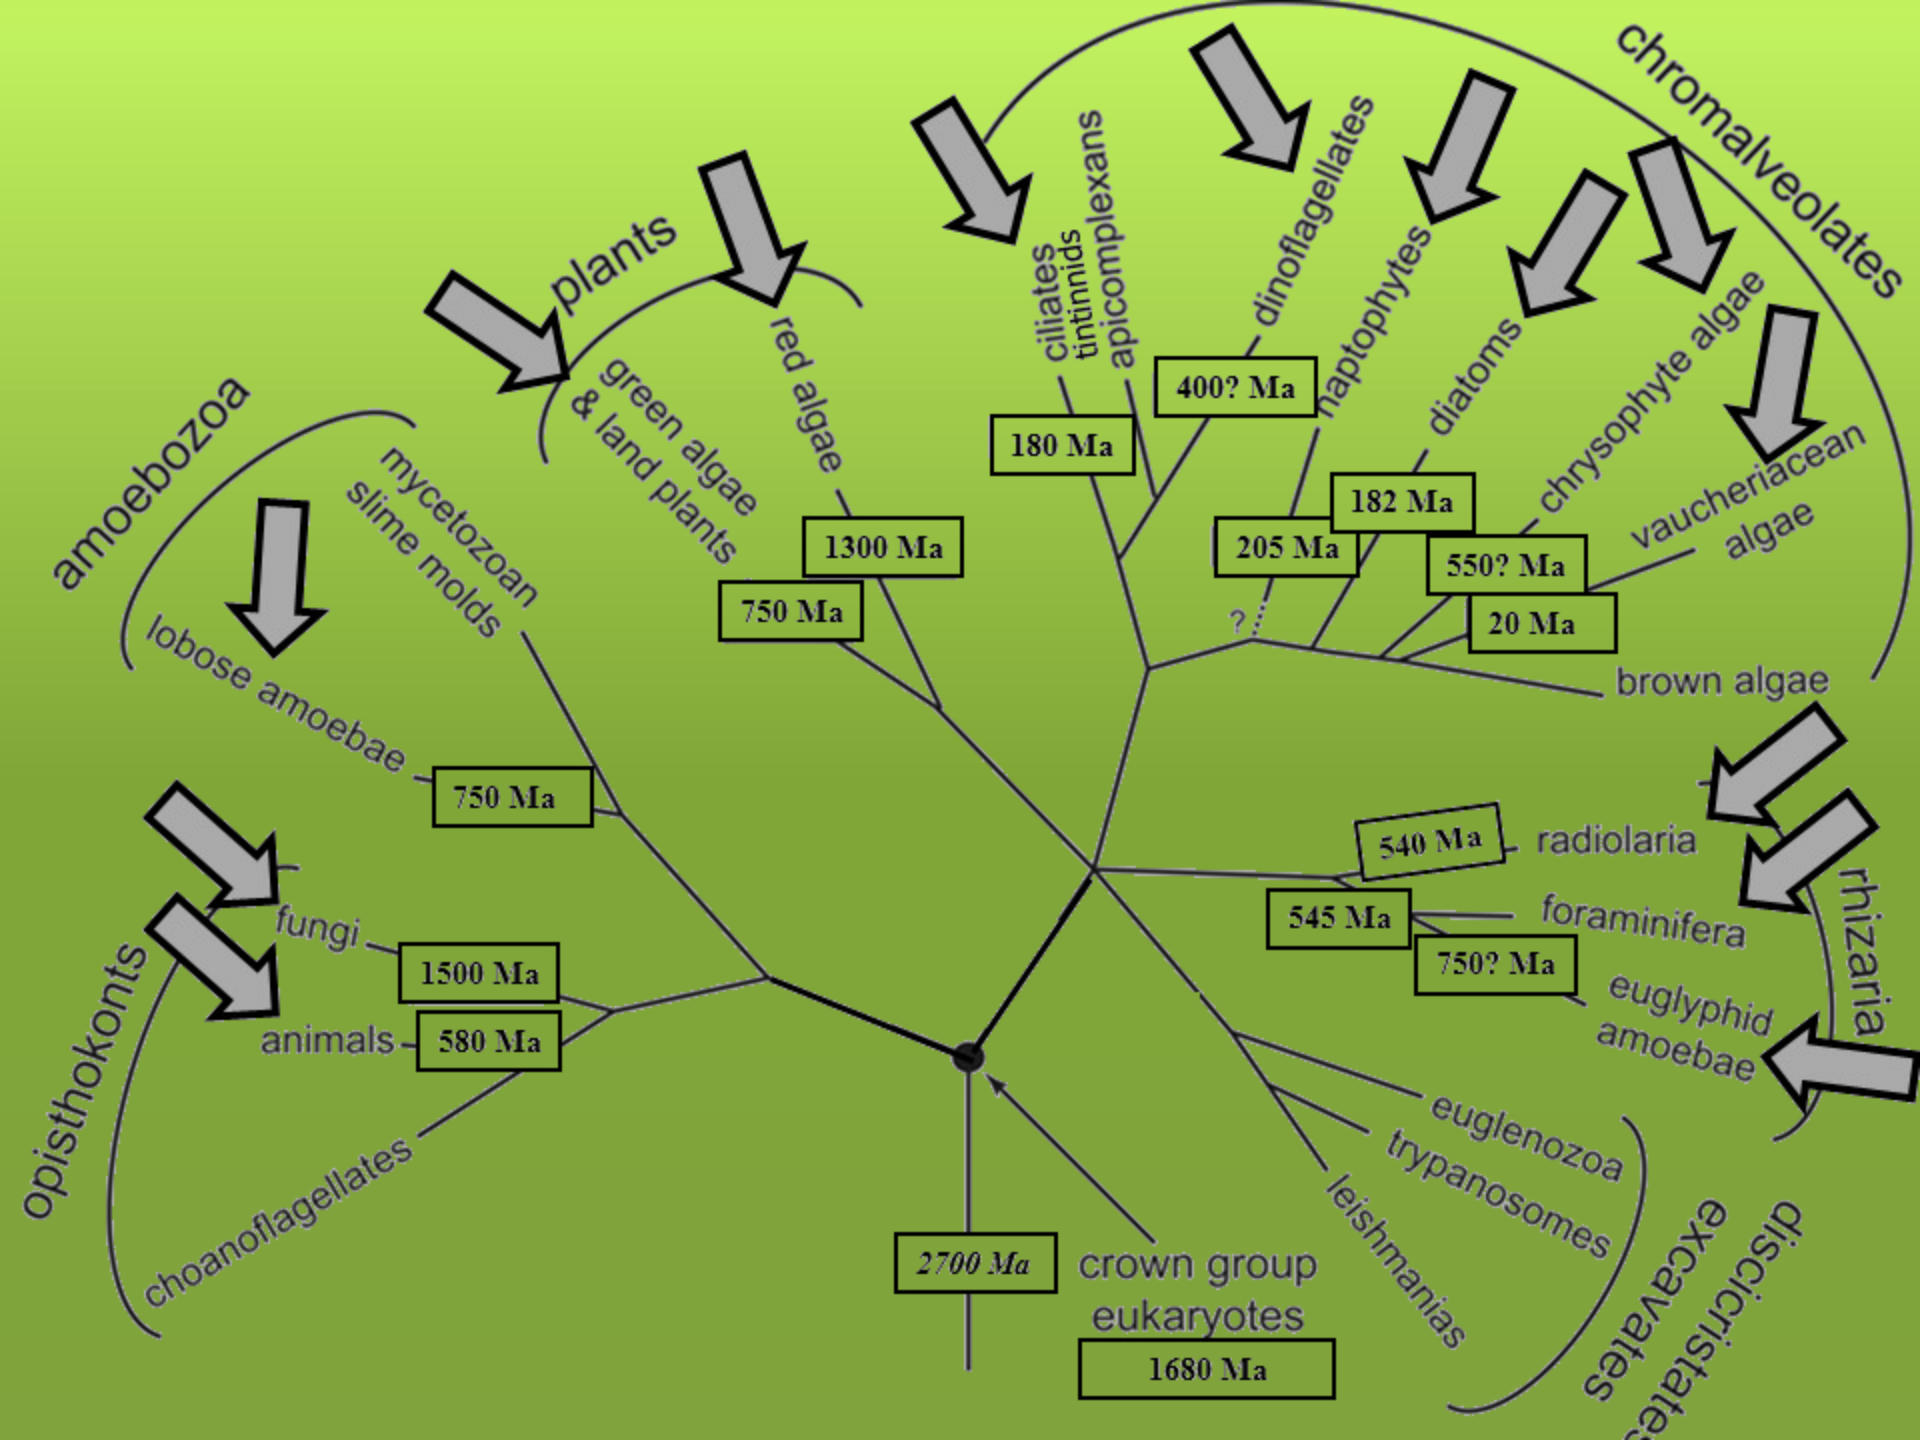 chromalveolates
ciliates
tintinnids
apicomplexans
dinoflagellates
haptophytes
diatoms
chrysophyte algae
vaucheriacean
algae
brown algae
180 Ma
400? Ma
205 Ma
182 Ma
550? Ma
20 Ma
?
plants
red algae
green algae
& land plants
1300 Ma
750 Ma
amoebozoa
mycetozoan
slime molds
lobose amoebae
750 Ma
opisthokonts
fungi
1500 Ma
animals
580 Ma
choanoflagellates
rhizaria
540 Ma
radiolaria
545 Ma
foraminifera
750? Ma
euglyphid
amoebae
euglenozoa
trypanosomes
leishmanias
discicristates
excavates
2700 Ma
crown group
eukaryotes
1680 Ma